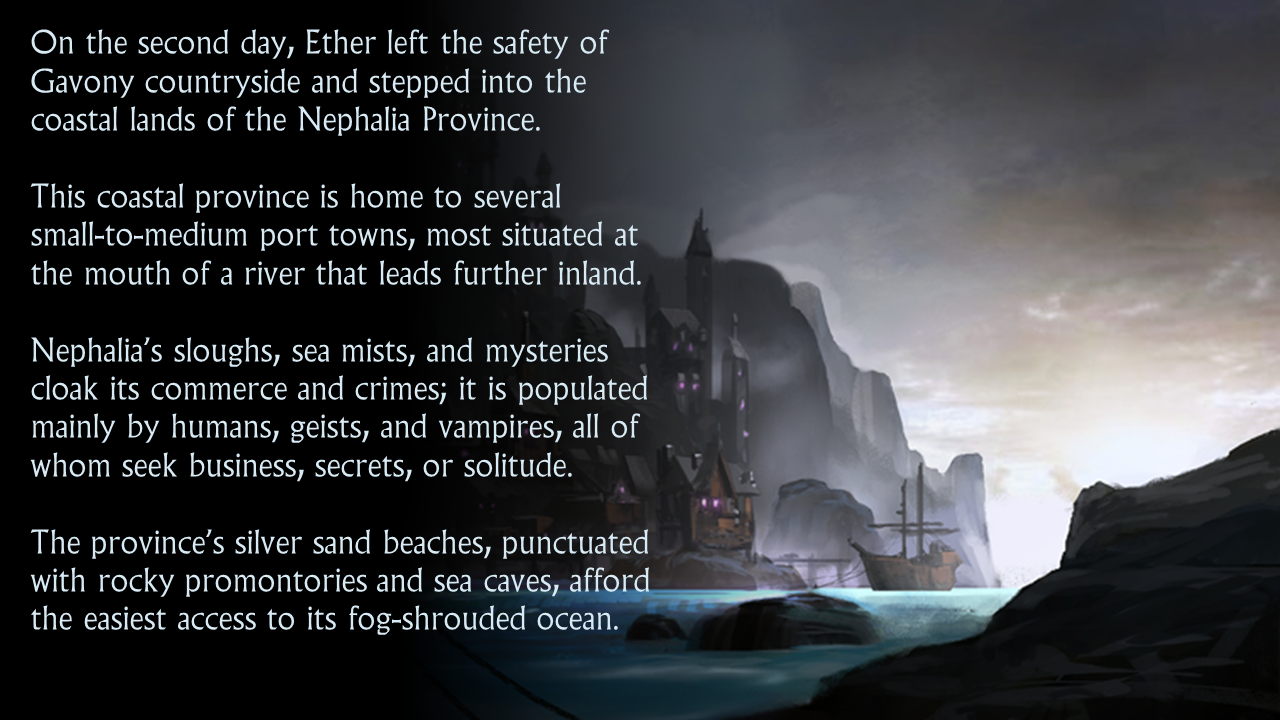 On the second day, Ether left the safety of
Gavony countryside and stepped into the
coastal lands of the Nephalia Province.
This coastal province is home to several
small-to-medium port towns, most situated at
the mouth of a river that leads further inland.
Nephalia's sloughs, sea mists, and mysteries
cloak its commerce and crimes; it is populated
mainly by humans, geists, and vampires, all of
whom seek business, secrets, or solitude.
The province's silver sand beaches, punctuated
with rocky promontories and sea caves, afford
the easiest access to its fog-shrouded ocean.